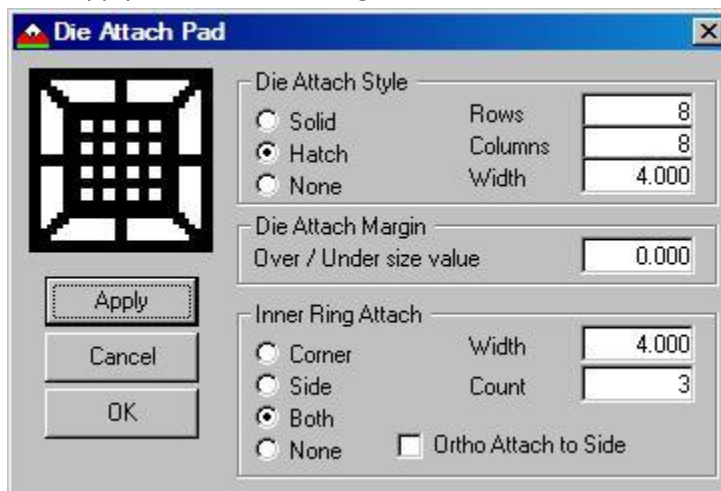 Die Attach Pad
Die Attach Style
Solid
Rows 8
Hatch
Columns 8
None
Width 4.000
Die Attach Margin
Over / Under size value 0.000
Apply
Cancel
OK
Inner Ring Attach
Corner
Width 4.000
Side
Count 3
Both
None
Ortho Attach to Side